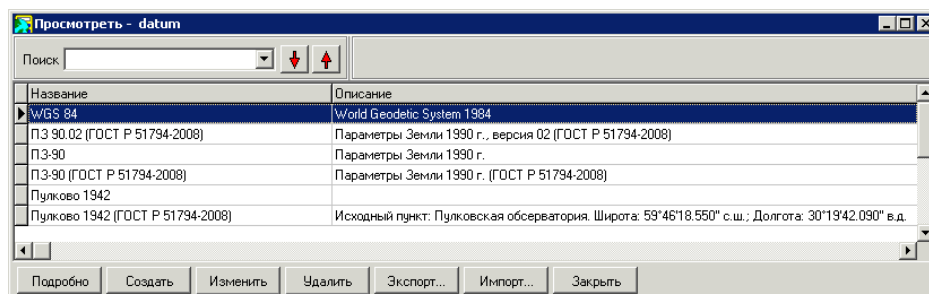 Просмотреть - datum
Поиск
Название Описание
WGS 84 World Geodetic System 1984
ПЗ 90.02 (ГОСТ Р 51794-2008) Параметры Земли 1990 г., версия 02 (ГОСТ Р 51794-2008)
ПЗ-90 Параметры Земли 1990 г.
ПЗ-90 (ГОСТ Р 51794-2008) Параметры Земли 1990 г. (ГОСТ Р 51794-2008)
Пулково 1942
Пулково 1942 (ГОСТ Р 51794-2008) Исходный пункт: Пулковская обсерватория. Широта: 59°46'18.550" с.ш.; Долгота: 30°19'42.090" в.д.
Подробно Создать Изменить Удалить Экспорт... Импорт... Закрыть